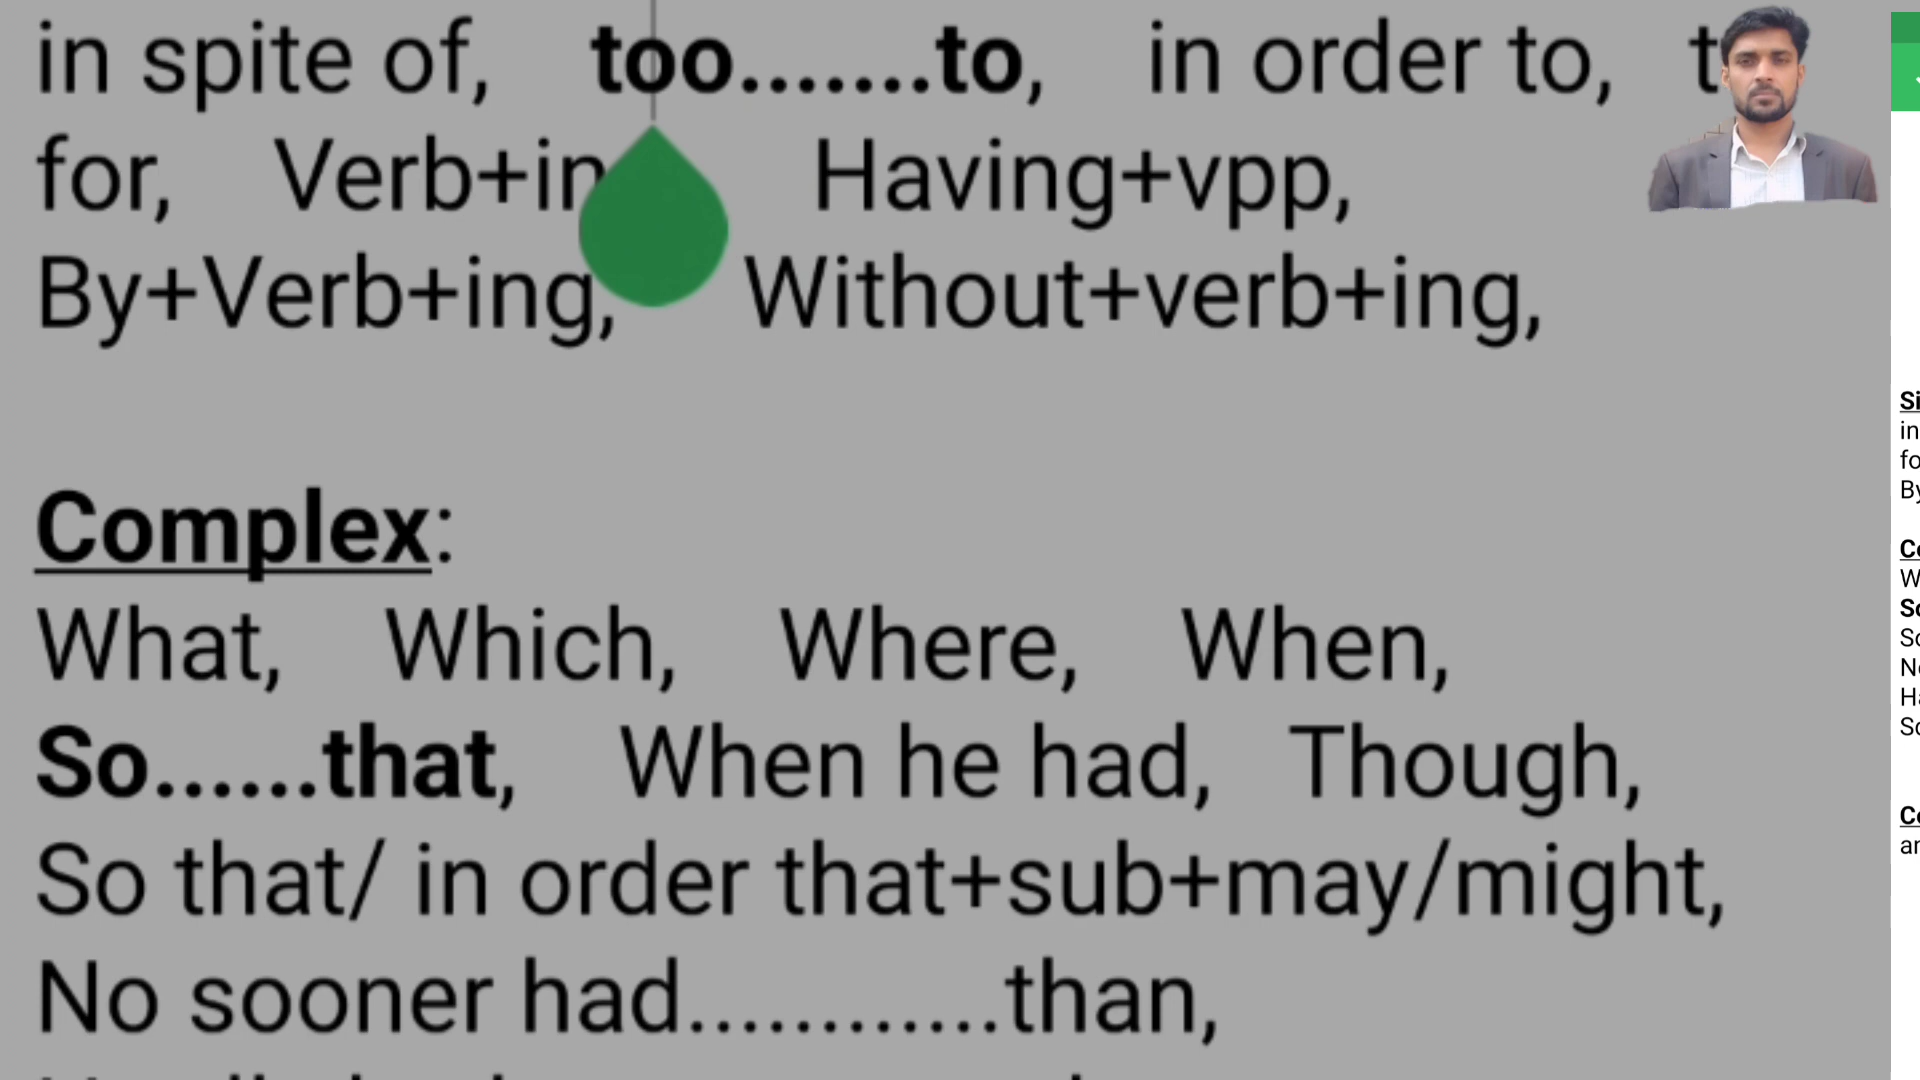 in spite of, too.......to, in order to,
for, Verb+in Having+vpp,
By+Verb+ing, Without+verb+ing,
Complex:
What, Which, Where, When,
So......that, When he had, Though,
So that/ in order that+sub+may/might,
No sooner had............than,